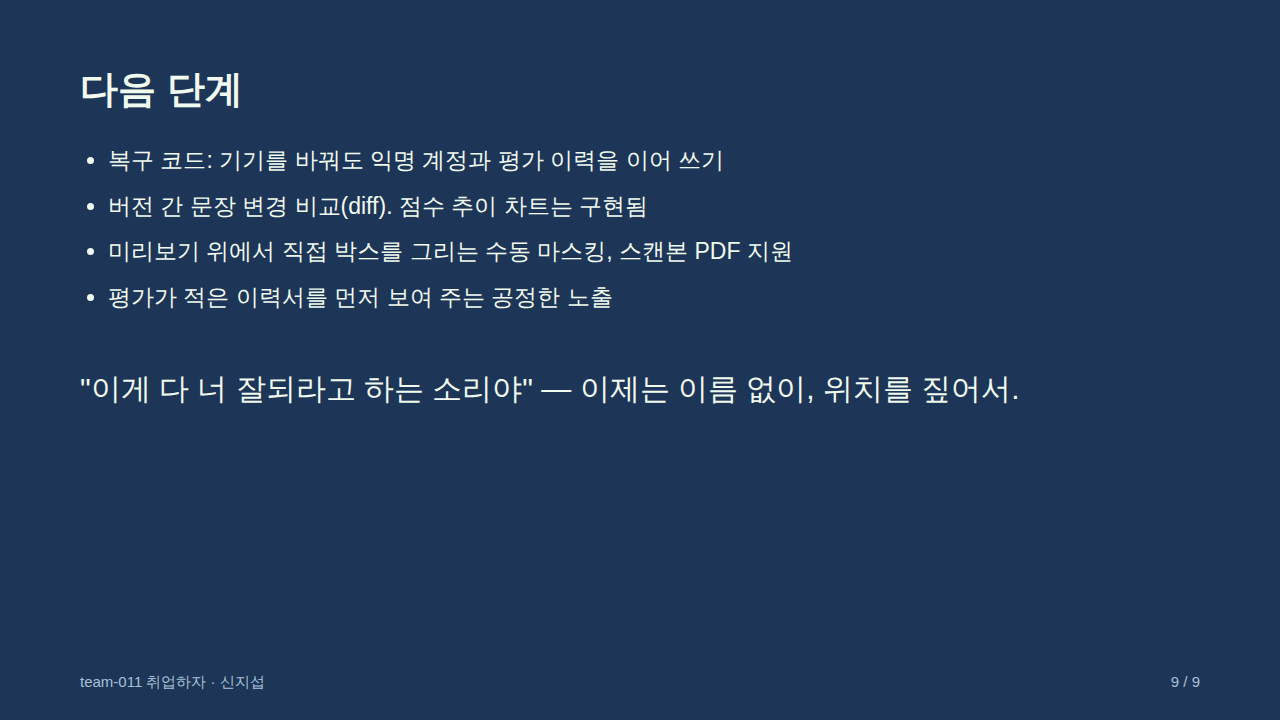 다음 단계
• 복구 코드: 기기를 바꿔도 익명 계정과 평가 이력을 이어 쓰기
• 버전 간 문장 변경 비교(diff). 점수 추이 차트는 구현됨
• 미리보기 위에서 직접 박스를 그리는 수동 마스킹, 스캔본 PDF 지원
• 평가가 적은 이력서를 먼저 보여 주는 공정한 노출
"이게 다 너 잘되라고 하는 소리야" — 이제는 이름 없이, 위치를 짚어서.
team-011 취업하자 · 신지섭
9 / 9